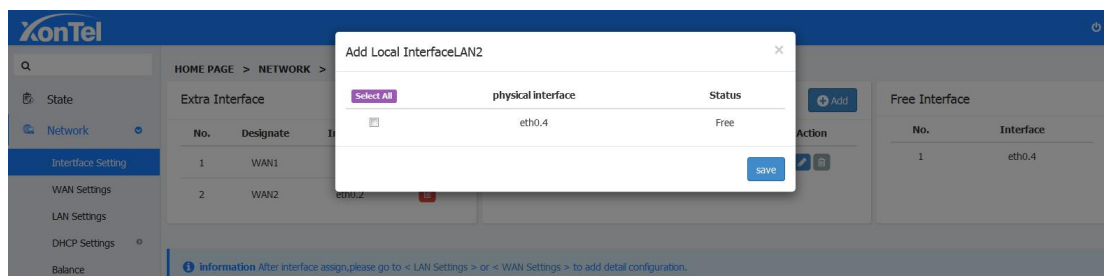 XonTel
Add Local InterfaceLAN2 ×
HOME PAGE > NETWORK >
Select All physical interface Status
State Extra Interface Add Free Interface
eth0.4 Free
Network No. Designate Action No. Interface
Intertface Setting 1 WAN1 1 eth0.4
save
WAN Settings 2 WAN2 eth0.2
LAN Settings
DHCP Settings
Balance information After interface assign,please go to < LAN Settings > or < WAN Settings > to add detail configuration.